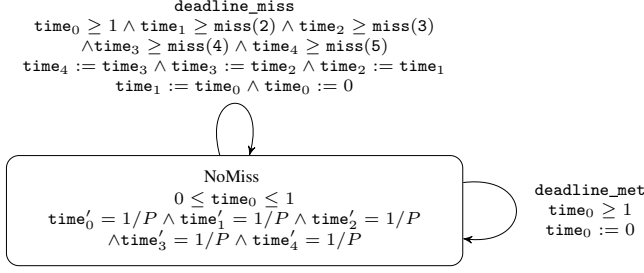 deadline_miss
time₀ ≥ 1 ∧ time₁ ≥ miss(2) ∧ time₂ ≥ miss(3)
∧time₃ ≥ miss(4) ∧ time₄ ≥ miss(5)
time₄ := time₃ ∧ time₃ := time₂ ∧ time₂ := time₁
time₁ := time₀ ∧ time₀ := 0
NoMiss
0 ≤ time₀ ≤ 1
time′₀ = 1/P ∧ time′₁ = 1/P ∧ time′₂ = 1/P
∧time′₃ = 1/P ∧ time′₄ = 1/P
deadline_met
time₀ ≥ 1
time₀ := 0